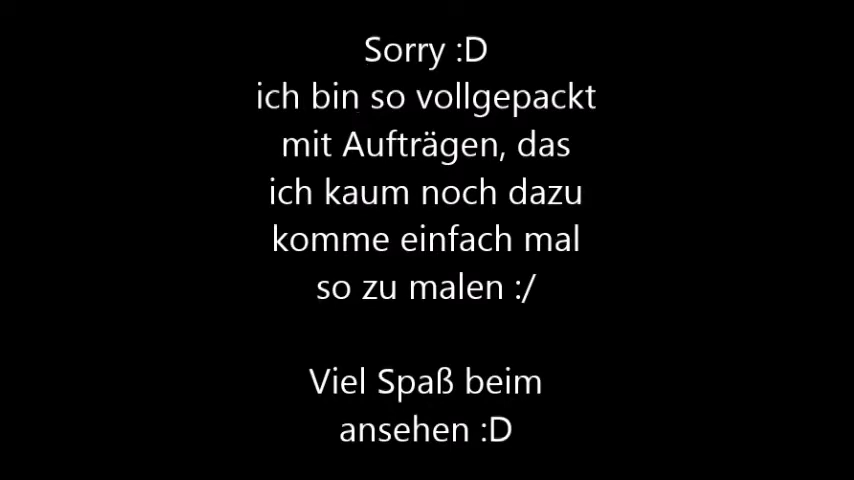 Sorry :D
ich bin so vollgepackt
mit Aufträgen, das
ich kaum noch dazu
komme einfach mal
so zu malen :/
Viel Spaß beim
ansehen :D